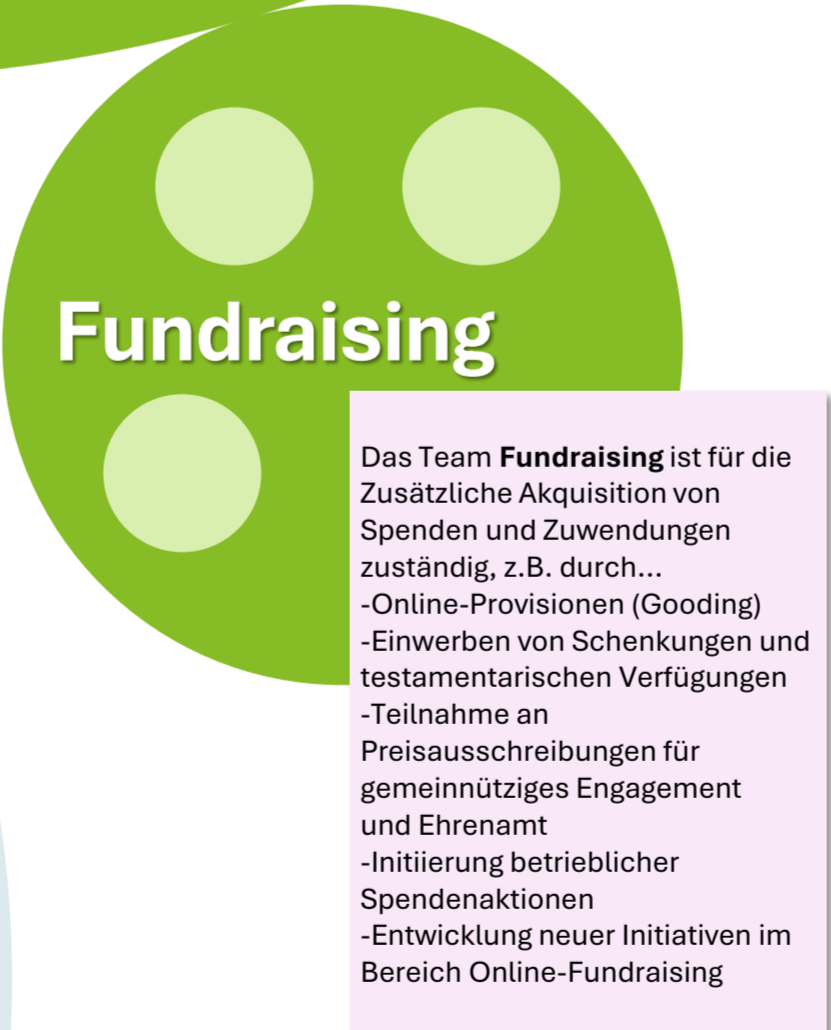 Fundraising
Das Team Fundraising ist für die
Zusätzliche Akquisition von
Spenden und Zuwendungen
zuständig, z.B. durch...
-Online-Provisionen (Gooding)
-Einwerben von Schenkungen und
testamentarischen Verfügungen
-Teilnahme an
Preisausschreibungen für
gemeinnütziges Engagement
und Ehrenamt
-Initiierung betrieblicher
Spendenaktionen
-Entwicklung neuer Initiativen im
Bereich Online-Fundraising